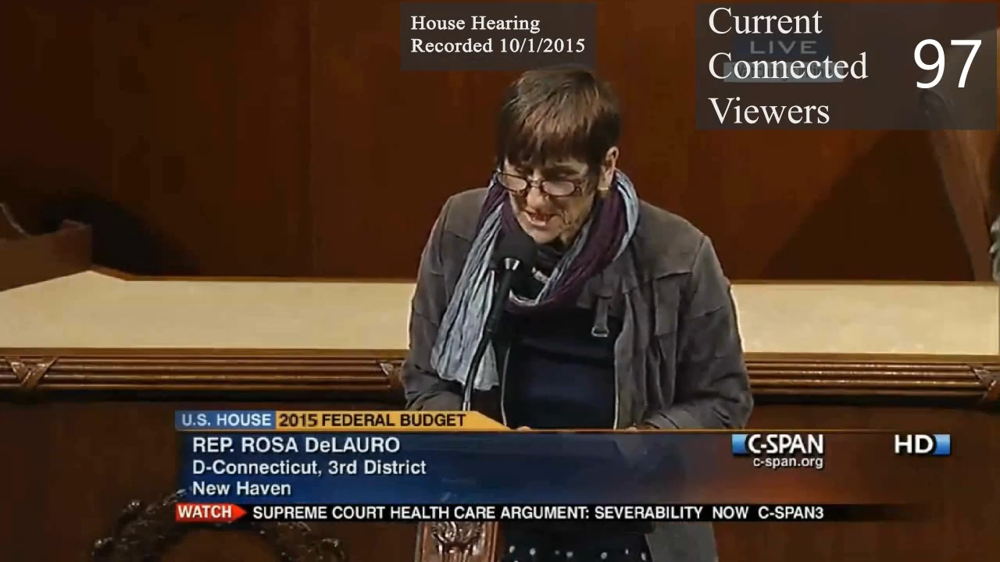 House Hearing
Recorded 10/1/2015
Current
Connected
Viewers
97
LIVE
U.S. HOUSE 2015 FEDERAL BUDGET
REP. ROSA DeLAURO
D-Connecticut, 3rd District
New Haven
C-SPAN
c-span.org
HD
WATCH SUPREME COURT HEALTH CARE ARGUMENT: SEVERABILITY NOW C-SPAN3